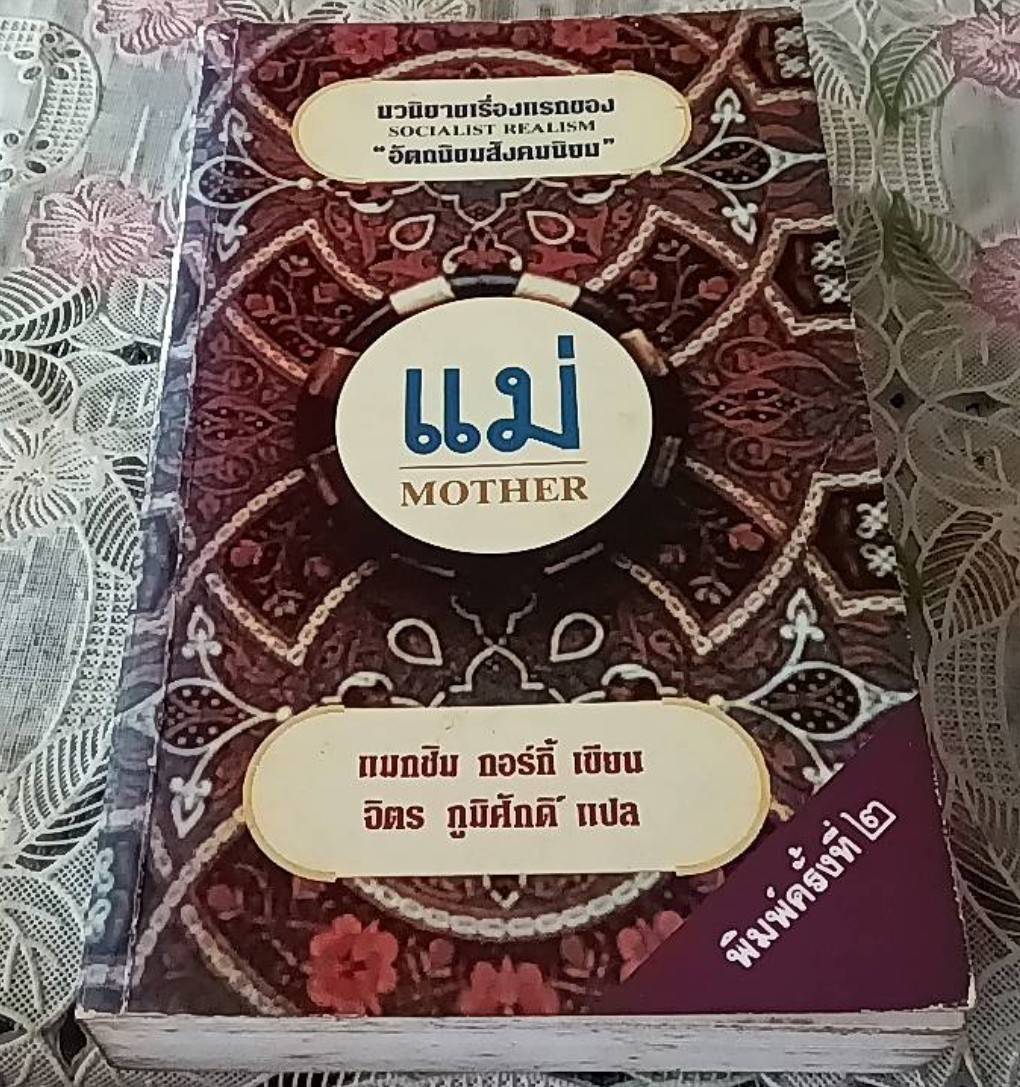 นวนิยายเรื่องแรกของ
SOCIALIST REALISM
“อัตถนิยมสังคมนิยม”
แม่
MOTHER
แมกซิม กอร์กี้ เขียน
จิตร ภูมิศักดิ์ แปล
พิมพ์ครั้งที่ ๒